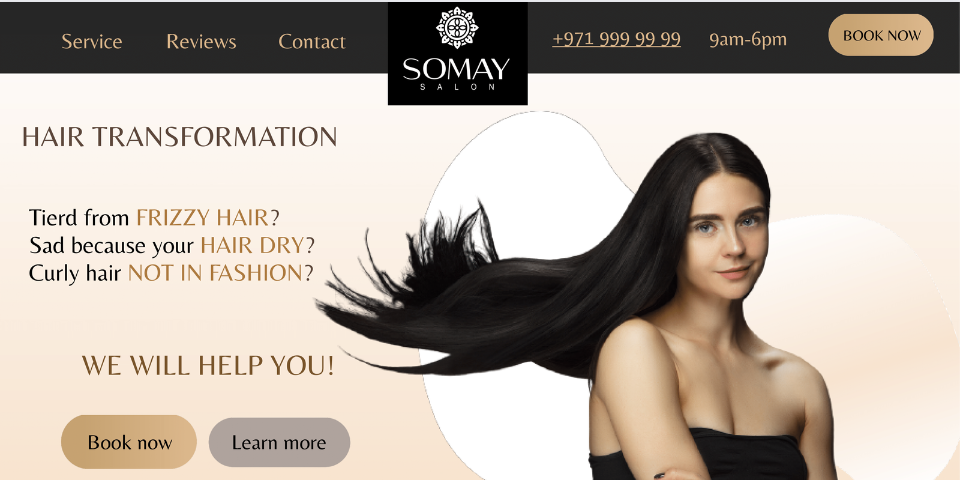 Service
Reviews
Contact
SOMAY
SALON
+971 999 99 99
9am-6pm
BOOK NOW
HAIR TRANSFORMATION
Tierd from FRIZZY HAIR?
Sad because your HAIR DRY?
Curly hair NOT IN FASHION?
WE WILL HELP YOU!
Book now
Learn more